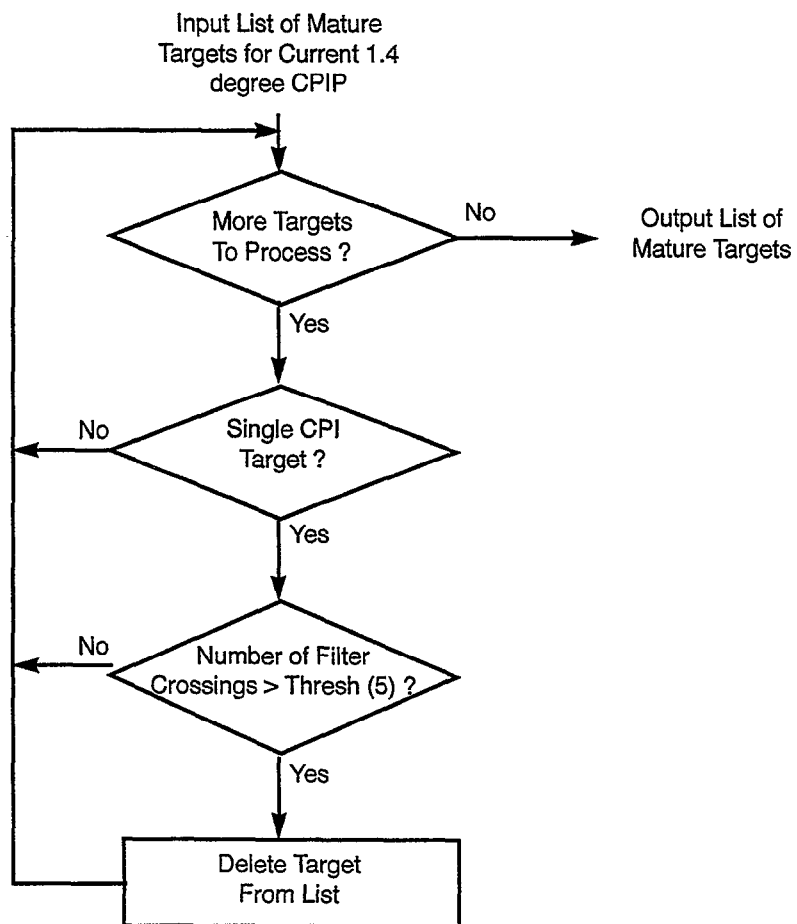 Input List of Mature
Targets for Current 1.4
degree CPIP
More Targets
To Process ?
No
Output List of
Mature Targets
Yes
Single CPI
Target ?
No
Yes
Number of Filter
Crossings > Thresh (5) ?
No
Yes
Delete Target
From List